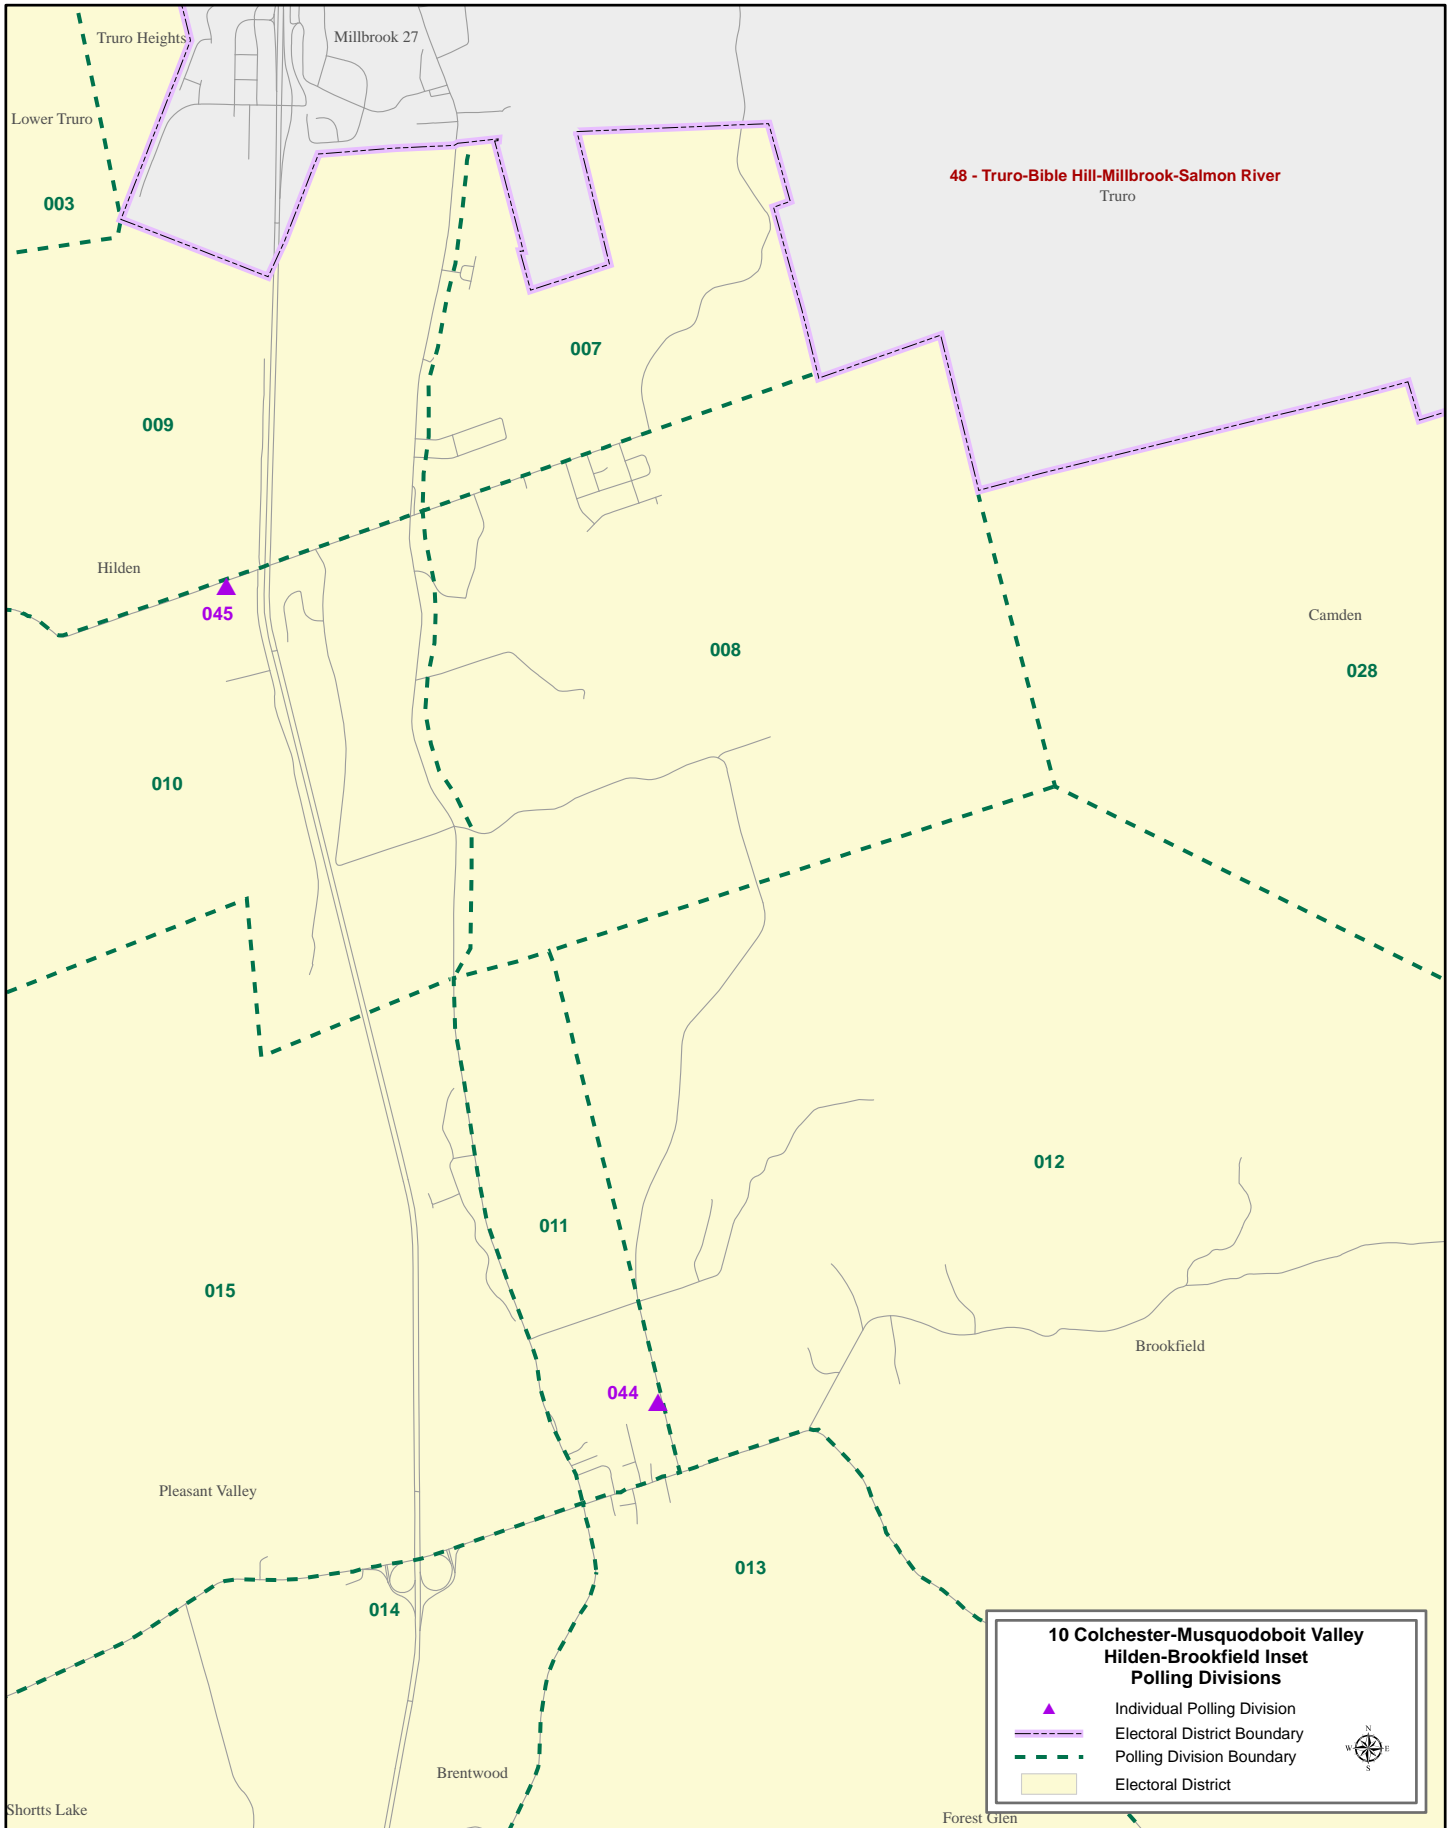 Truro Heights
Millbrook 27
Lower Truro
48 - Truro-Bible Hill-Millbrook-Salmon River
Truro
003
007
009
Hilden
045
Camden
008
028
010
012
011
015
Brookfield
044
Pleasant Valley
013
014
Brentwood
Shortts Lake
Forest Glen
10 Colchester-Musquodoboit Valley
Hilden-Brookfield Inset
Polling Divisions
Individual Polling Division
Electoral District Boundary
Polling Division Boundary
Electoral District
N
W E
S